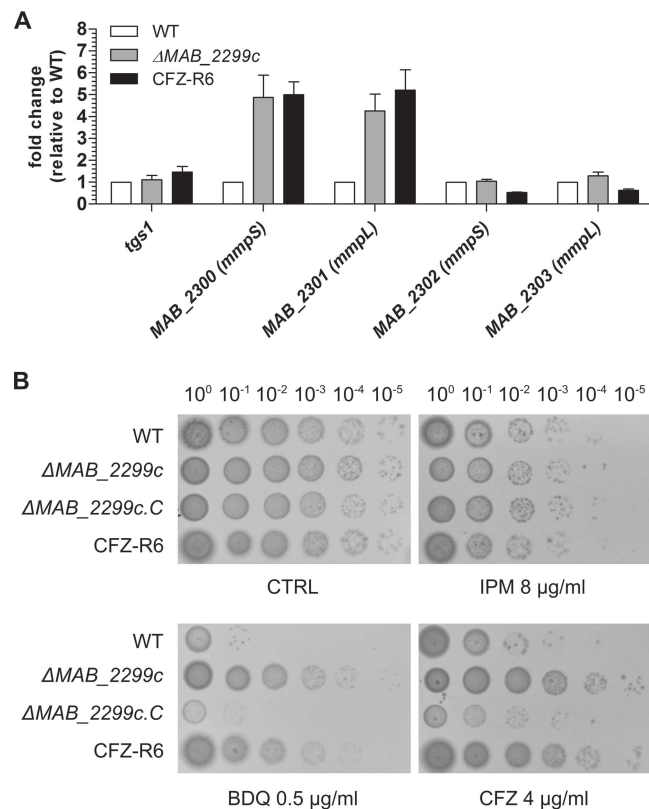 A
WT
ΔMAB_2299c
CFZ-R6
fold change
(relative to WT)
8
7
6
5
4
3
2
1
0
tgs1
MAB_2300 (mmpS)
MAB_2301 (mmpL)
MAB_2302 (mmpS)
MAB_2303 (mmpL)
B
10⁰ 10⁻¹ 10⁻² 10⁻³ 10⁻⁴ 10⁻⁵ 10⁰ 10⁻¹ 10⁻² 10⁻³ 10⁻⁴ 10⁻⁵
WT
ΔMAB_2299c
ΔMAB_2299c.C
CFZ-R6
CTRL IPM 8 µg/ml
WT
ΔMAB_2299c
ΔMAB_2299c.C
CFZ-R6
BDQ 0.5 µg/ml CFZ 4 µg/ml